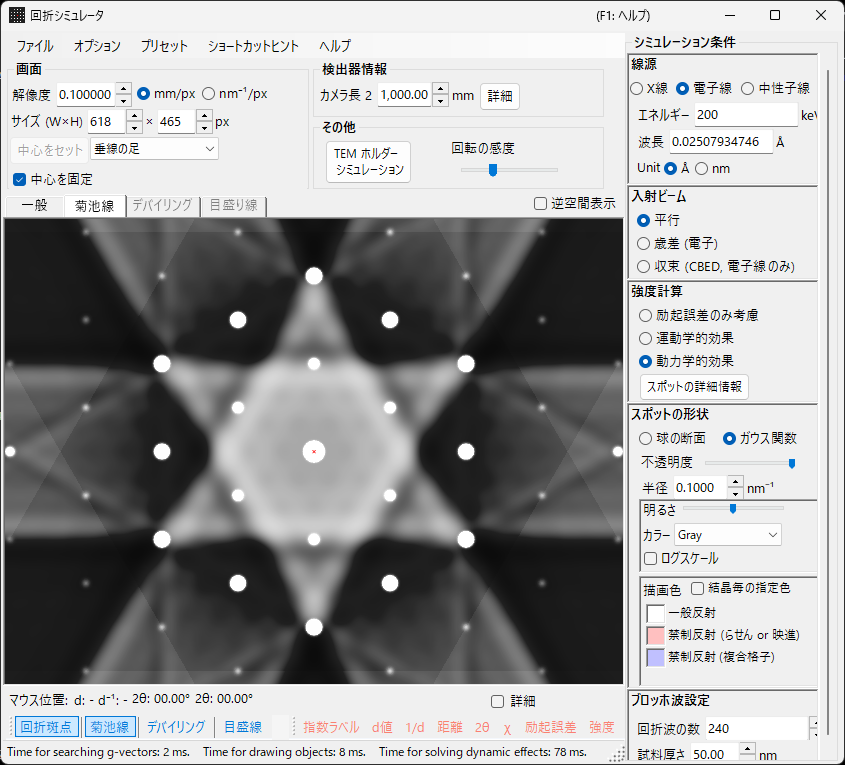 回折シミュレータ
(F1: ヘルプ)
ファイル オプション プリセット ショートカットヒント ヘルプ
画面
解像度 0.100000 mm/px nm⁻¹/px
サイズ (W×H) 618 × 465 px
中心をセット 垂線の足
中心を固定
検出器情報
カメラ長 2 1,000.00 mm 詳細
その他
TEM ホルダー
シミュレーション
回転の感度
一般 菊池線 デバイリング 目盛り線 逆空間表示
マウス位置: d: - d⁻¹: - 2θ: 00.00° 2θ: 00.00° 詳細
回折斑点 菊池線 デバイリング 目盛線 指数ラベル d値 1/d 距離 2θ χ 励起誤差 強度
Time for searching g-vectors: 2 ms. Time for drawing objects: 8 ms. Time for solving dynamic effects: 78 ms.
シミュレーション条件
線源
X線 電子線 中性子線
エネルギー 200 keV
波長 0.02507934746 Å
Unit Å nm
入射ビーム
平行
歳差 (電子)
収束 (CBED, 電子線のみ)
強度計算
励起誤差のみ考慮
運動学的効果
動力学的効果
スポットの詳細情報
スポットの形状
球の断面 ガウス関数
不透明度
半径 0.1000 nm⁻¹
明るさ
カラー Gray
ログスケール
描画色 結晶毎の指定色
一般反射
禁制反射 (らせん or 映進)
禁制反射 (複合格子)
ブロッホ波設定
回折波の数 240
試料厚さ 50.00 nm